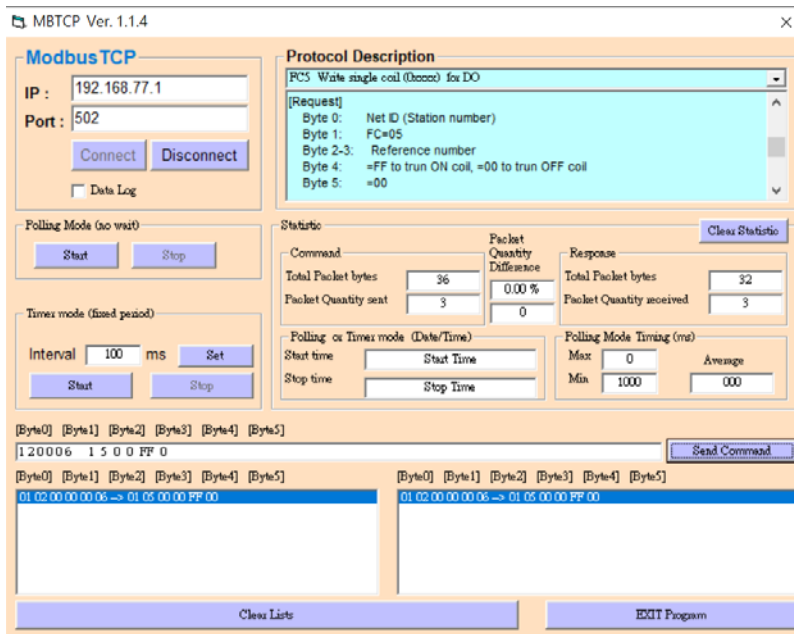 MBTCP Ver. 1.1.4
ModbusTCP
IP : 192.168.77.1
Port : 502
Connect Disconnect
Data Log
Protocol Description
FC5 Write single coil (0xxxx) for DO
[Request]
Byte 0: Net ID (Station number)
Byte 1: FC=05
Byte 2-3: Reference number
Byte 4: =FF to trun ON coil, =00 to trun OFF coil
Byte 5: =00
Polling Mode (no wait)
Start Stop
Timer mode (fixed period)
Interval 100 ms Set
Start Stop
Statistic
Clear Statistic
Command
Total Packet bytes 36
Packet Quantity sent 3
Packet
Quantity
Difference
0.00 %
0
Response
Total Packet bytes 32
Packet Quantity received 3
Polling or Timer mode (Date/Time)
Start time Start Time
Stop time Stop Time
Polling Mode Timing (ms)
Max 0 Average
Min 1000 000
[Byte0] [Byte1] [Byte2] [Byte3] [Byte4] [Byte5]
1 2 0 0 0 6 1 5 0 0 FF 0 Send Command
[Byte0] [Byte1] [Byte2] [Byte3] [Byte4] [Byte5]
01 02 00 00 00 06 --> 01 05 00 00 FF 00
[Byte0] [Byte1] [Byte2] [Byte3] [Byte4] [Byte5]
01 02 00 00 00 06 --> 01 05 00 00 FF 00
Clear Lists EXIT Program